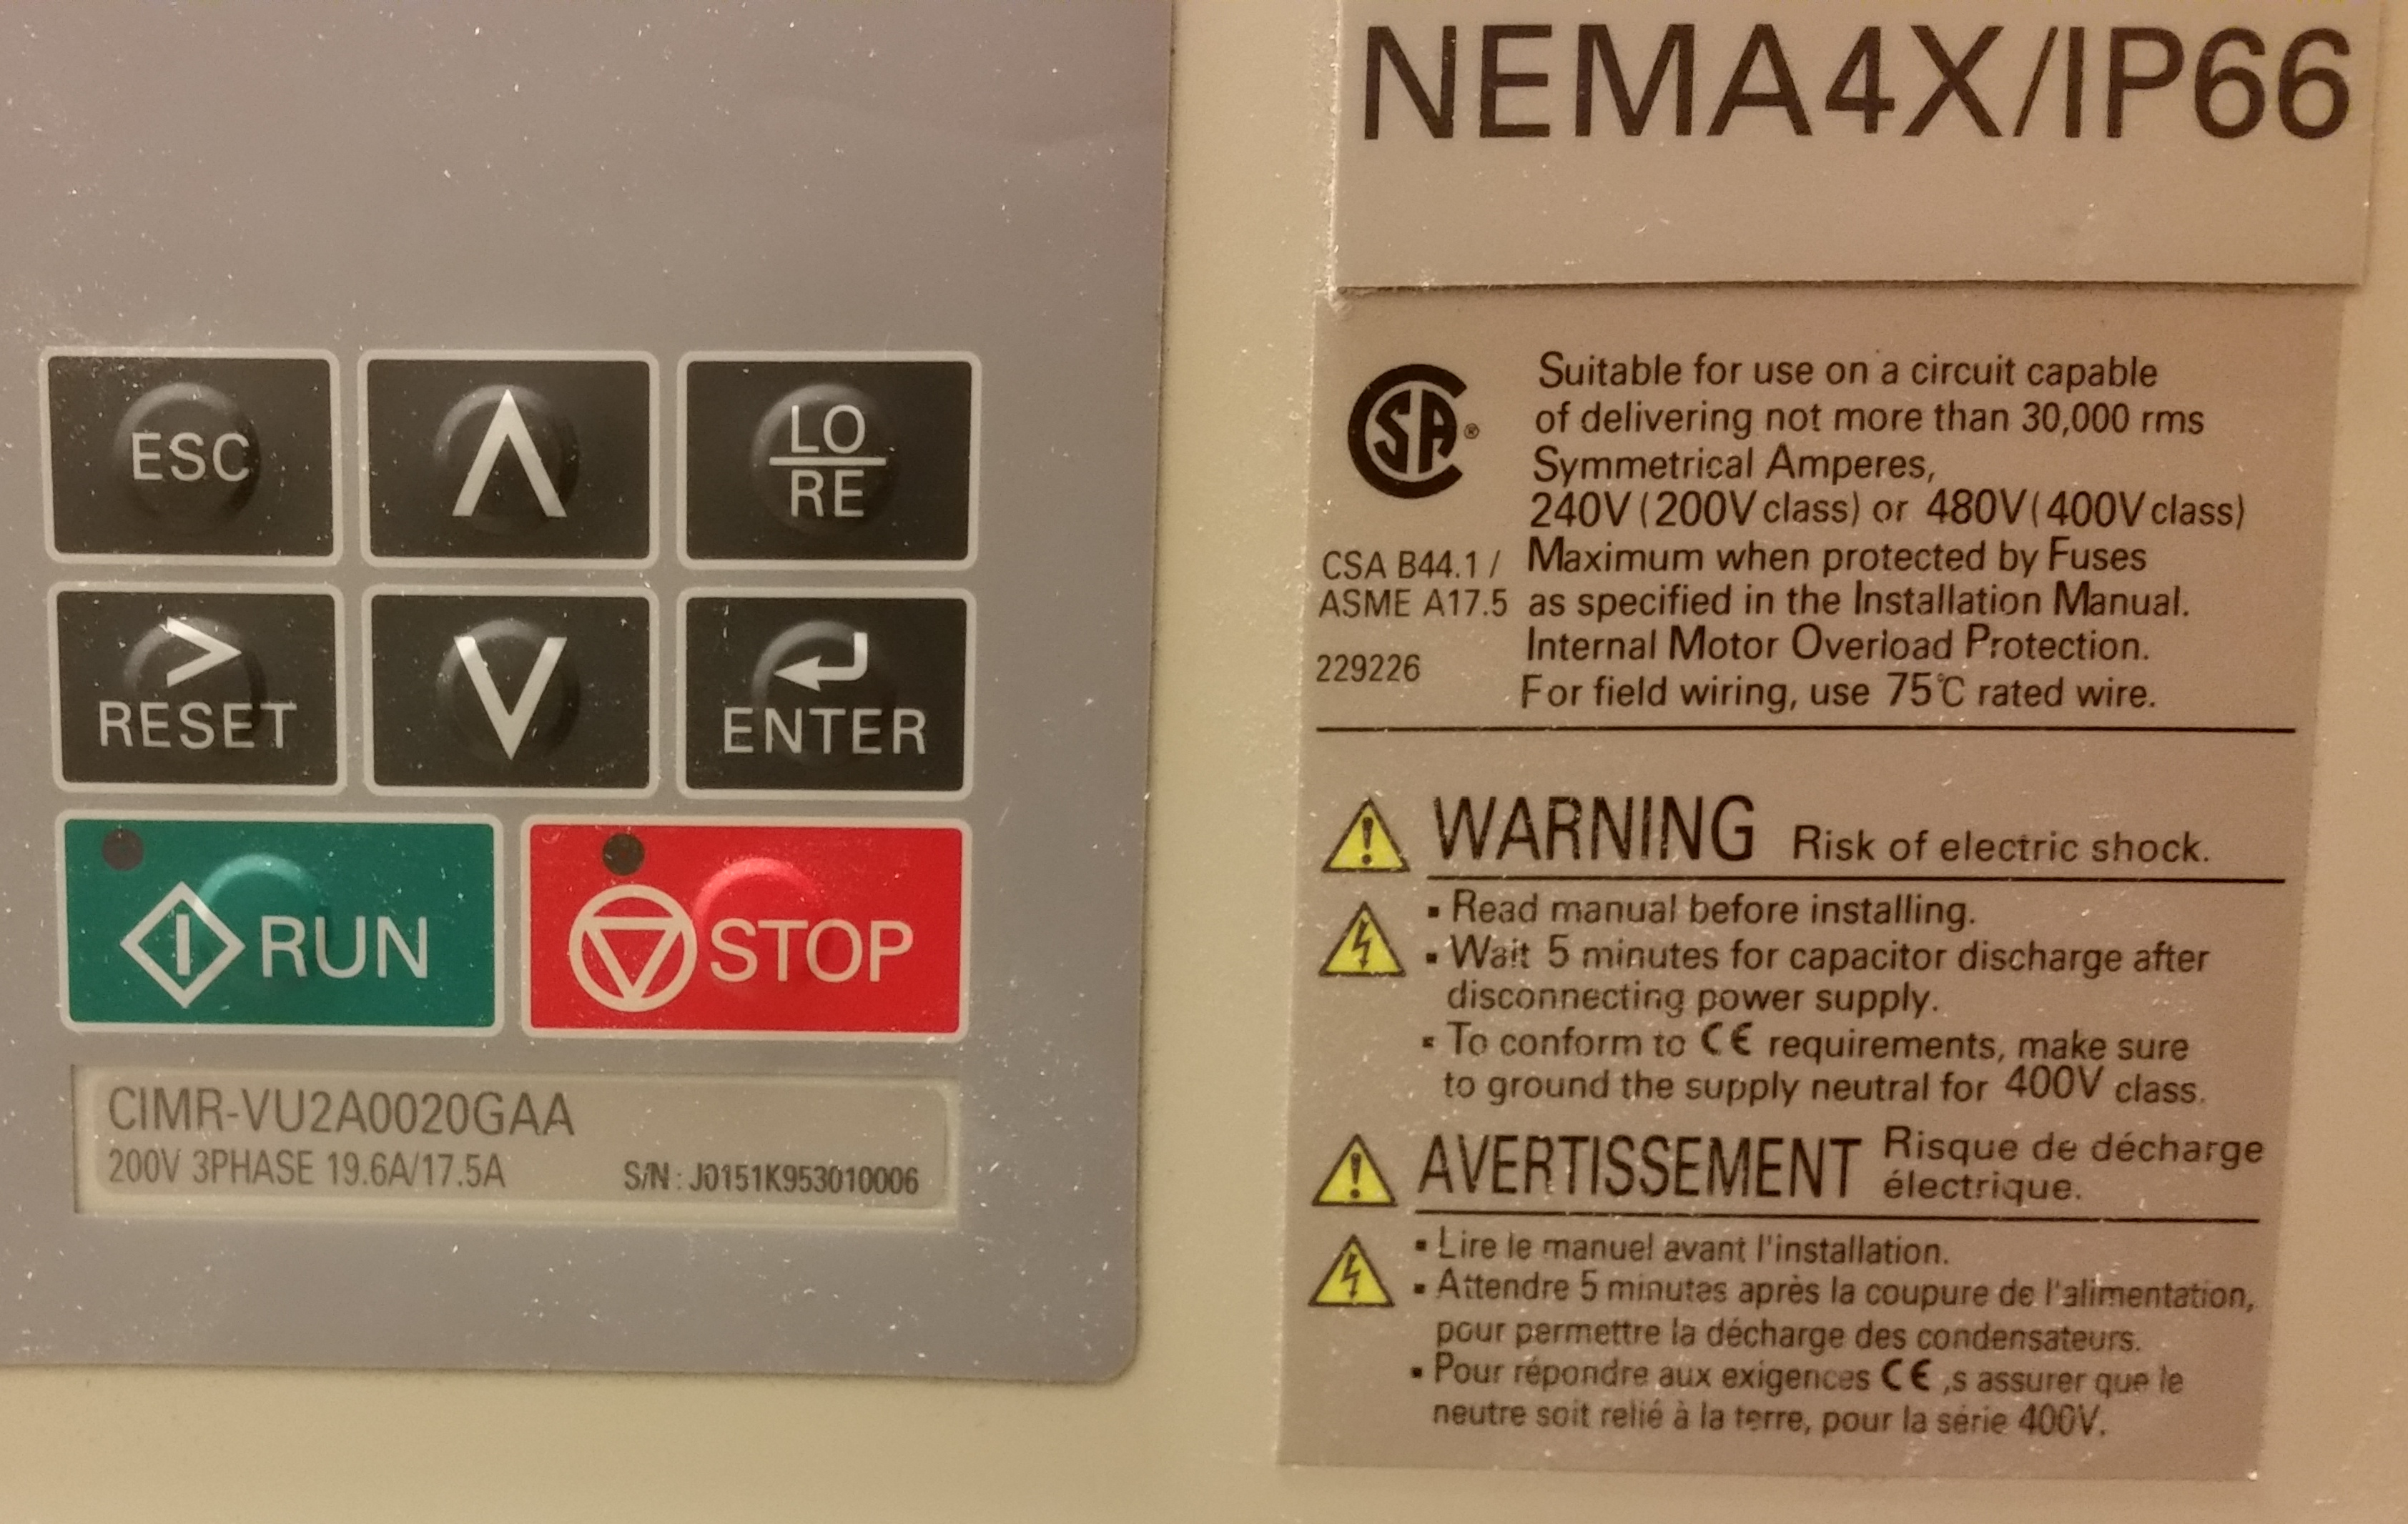 ESC
LO
RE
RESET
ENTER
RUN
STOP
CIMR-VU2A0020GAA
200V 3PHASE 19.6A/17.5A
S/N : J0151K953010006
NEMA4X/IP66
Suitable for use on a circuit capable
of delivering not more than 30,000 rms
Symmetrical Amperes,
240V (200V class) or 480V (400V class)
Maximum when protected by Fuses
as specified in the Installation Manual.
Internal Motor Overload Protection.
For field wiring, use 75℃ rated wire.
SA ®
CSA B44.1 /
ASME A17.5
229226
WARNING Risk of electric shock.
▪ Read manual before installing.
▪ Wait 5 minutes for capacitor discharge after
disconnecting power supply.
▪ To conform to CE requirements, make sure
to ground the supply neutral for 400V class.
AVERTISSEMENT Risque de décharge
électrique.
▪ Lire le manuel avant l'installation.
▪ Attendre 5 minutes après la coupure de l'alimentation,
pour permettre la décharge des condensateurs.
▪ Pour répondre aux exigences CE ,s assurer que le
neutre soit relié à la terre, pour la série 400V.